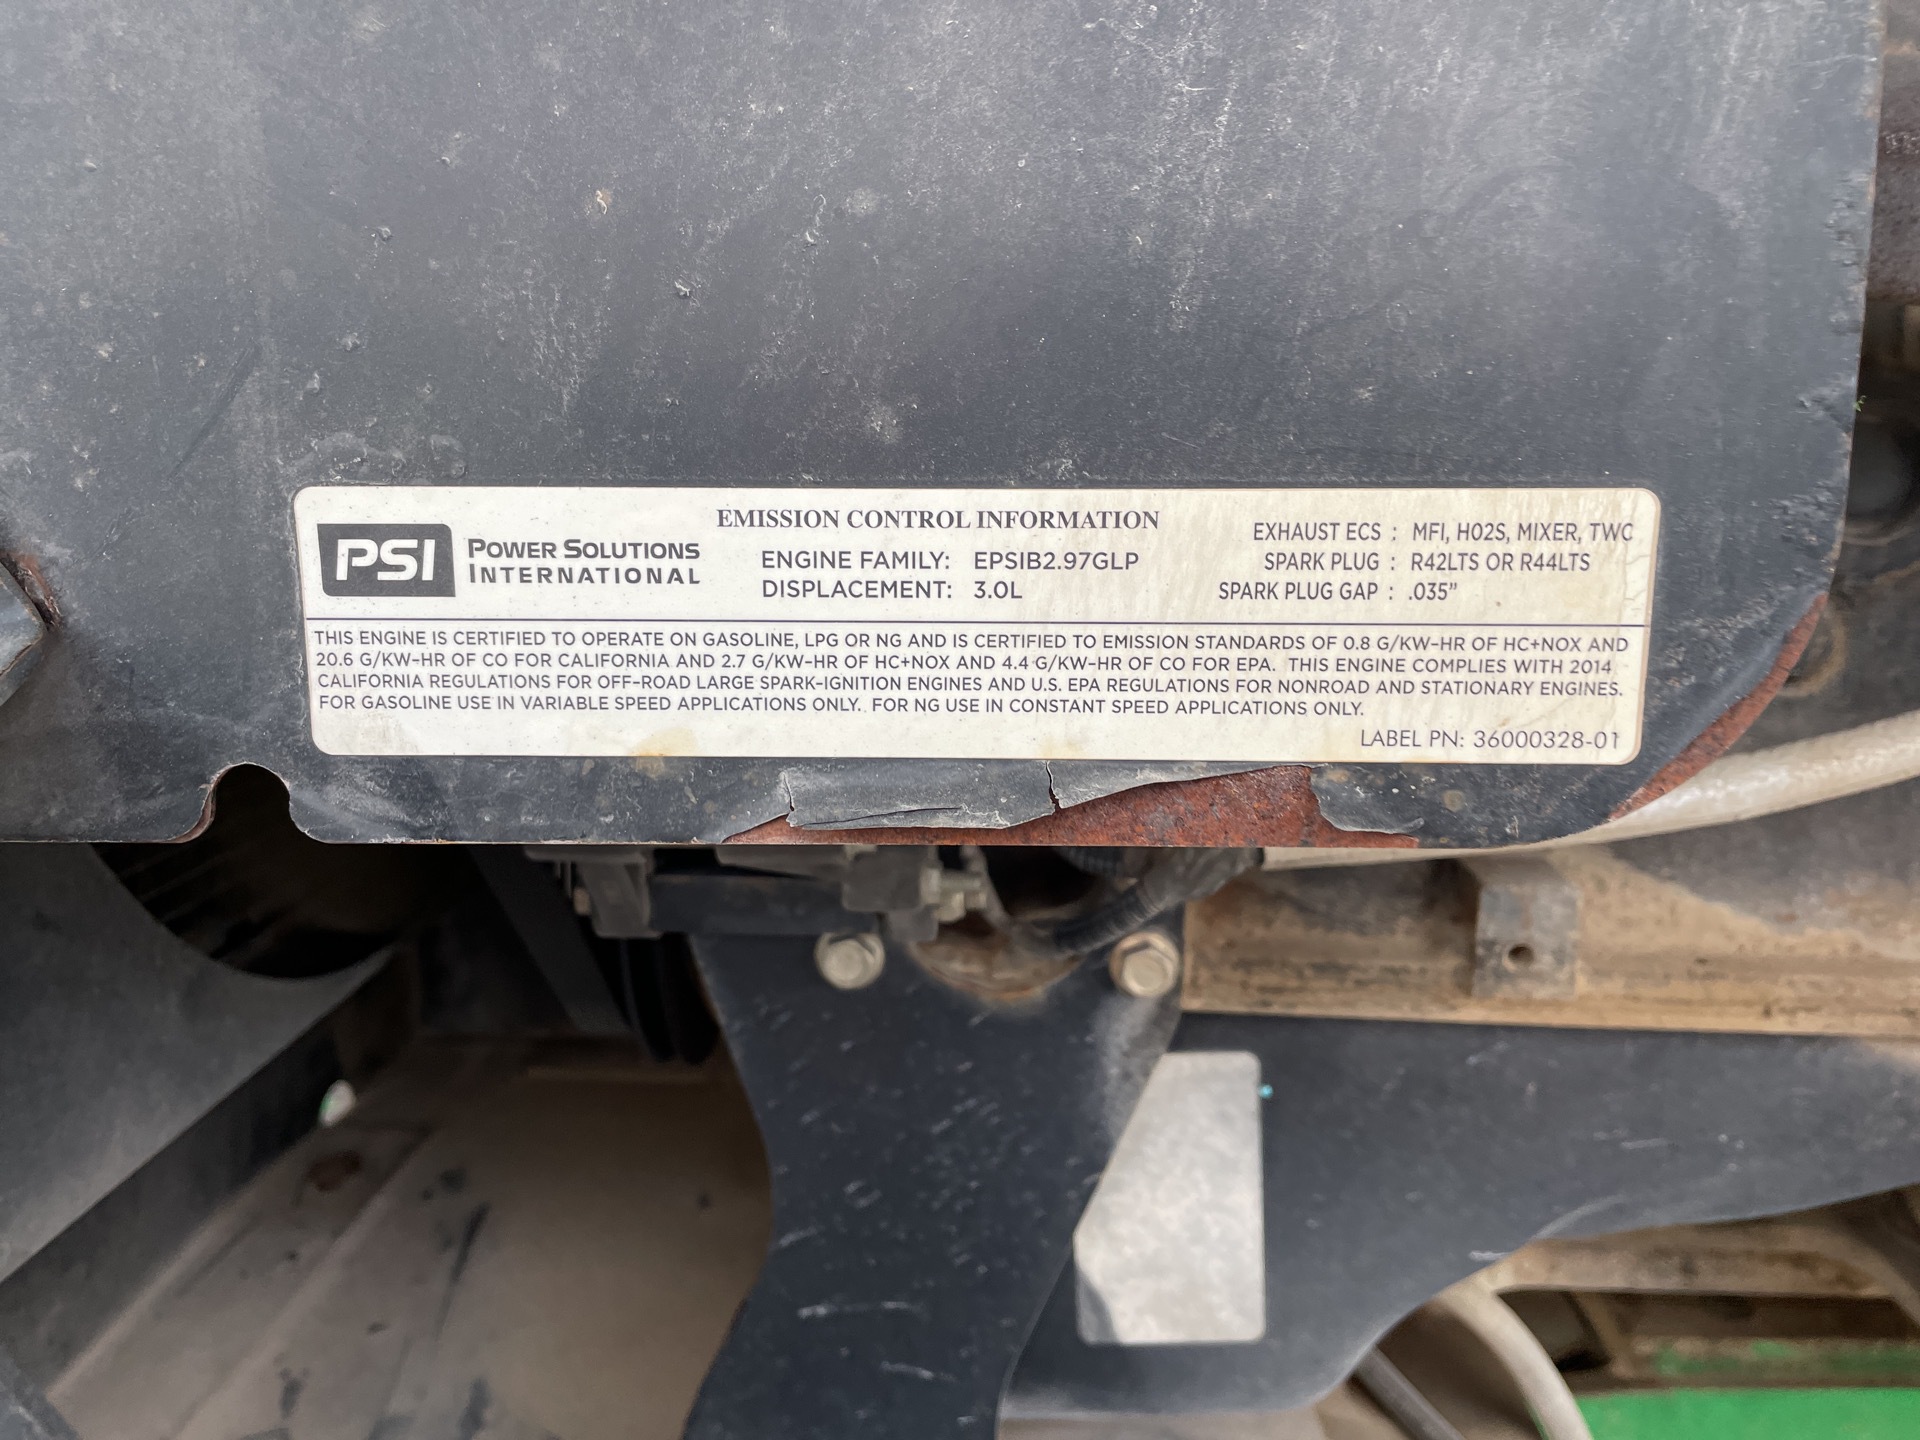 PSI POWER SOLUTIONS INTERNATIONAL
EMISSION CONTROL INFORMATION
ENGINE FAMILY: EPSIB2.97GLP
DISPLACEMENT: 3.0L
EXHAUST ECS : MFI, H02S, MIXER, TWC
SPARK PLUG : R42LTS OR R44LTS
SPARK PLUG GAP : .035"
THIS ENGINE IS CERTIFIED TO OPERATE ON GASOLINE, LPG OR NG AND IS CERTIFIED TO EMISSION STANDARDS OF 0.8 G/KW-HR OF HC+NOX AND
20.6 G/KW-HR OF CO FOR CALIFORNIA AND 2.7 G/KW-HR OF HC+NOX AND 4.4 G/KW-HR OF CO FOR EPA. THIS ENGINE COMPLIES WITH 2014
CALIFORNIA REGULATIONS FOR OFF-ROAD LARGE SPARK-IGNITION ENGINES AND U.S. EPA REGULATIONS FOR NONROAD AND STATIONARY ENGINES.
FOR GASOLINE USE IN VARIABLE SPEED APPLICATIONS ONLY. FOR NG USE IN CONSTANT SPEED APPLICATIONS ONLY.
LABEL PN: 36000328-01